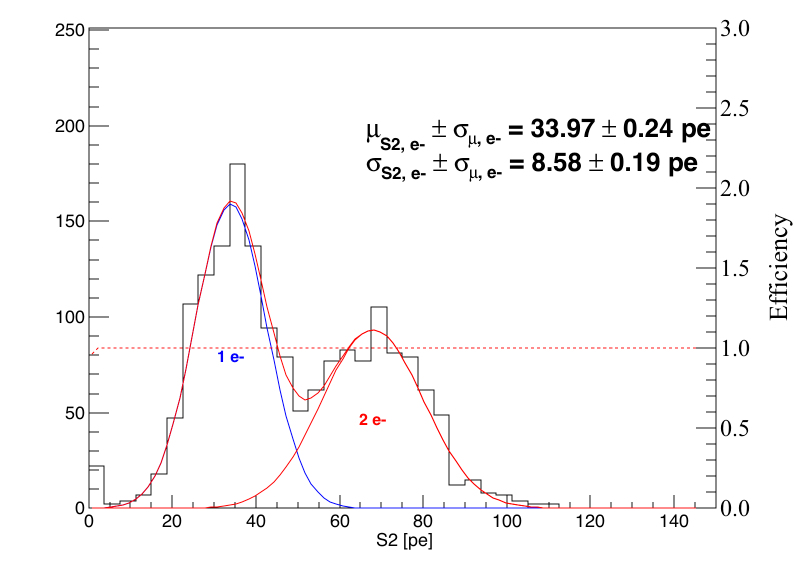 250
200
150
100
50
0
0 20 40 60 80 100 120 140
S2 [pe]
3.0
2.5
2.0
1.5
1.0
0.5
0.0
Efficiency
μS2, e- ± σμ, e- = 33.97 ± 0.24 pe
σS2, e- ± σμ, e- = 8.58 ± 0.19 pe
1 e-
2 e-